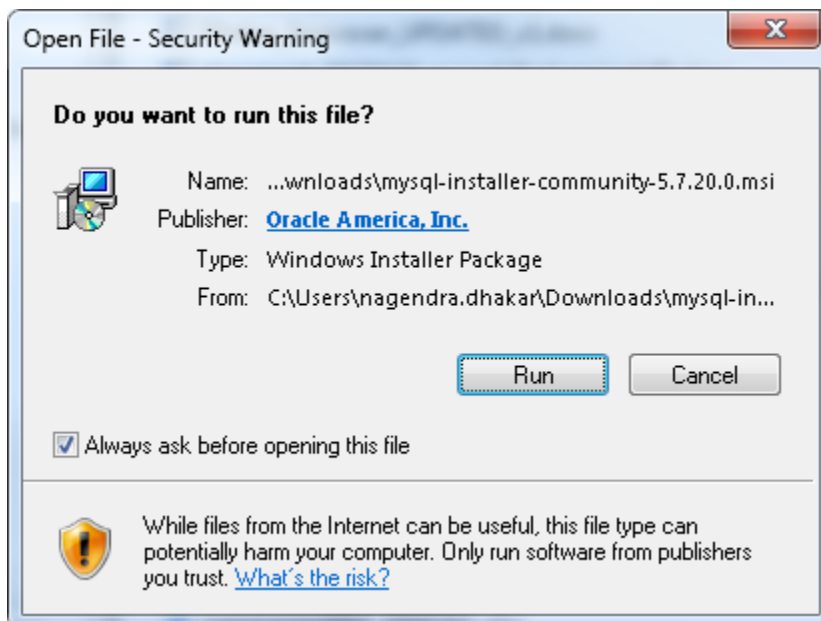 Open File - Security Warning
Do you want to run this file?
Name: ...wnloads\mysql-installer-community-5.7.20.0.msi
Publisher: Oracle America, Inc.
Type: Windows Installer Package
From: C:\Users\nagendra.dhakar\Downloads\mysql-in...
Run Cancel
Always ask before opening this file
While files from the Internet can be useful, this file type can
potentially harm your computer. Only run software from publishers
you trust. What's the risk?